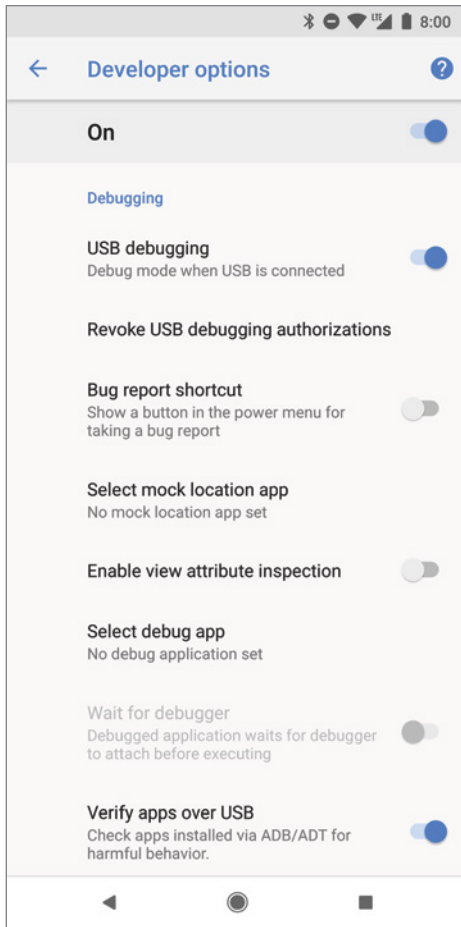 LTE 8:00
Developer options ?
On
Debugging
USB debugging
Debug mode when USB is connected
Revoke USB debugging authorizations
Bug report shortcut
Show a button in the power menu for
taking a bug report
Select mock location app
No mock location app set
Enable view attribute inspection
Select debug app
No debug application set
Wait for debugger
Debugged application waits for debugger
to attach before executing
Verify apps over USB
Check apps installed via ADB/ADT for
harmful behavior.